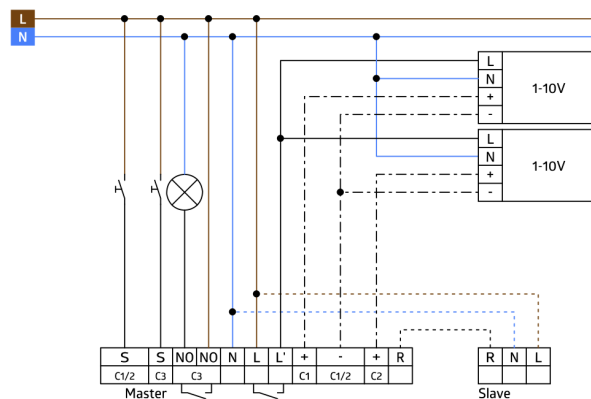 L
N
L
N
+
-
1-10V
L
N
+
-
1-10V
S S NO NO N L L' + - + R
C1/2 C3 C3 C1 C1/2 C2
Master
R N L
Slave